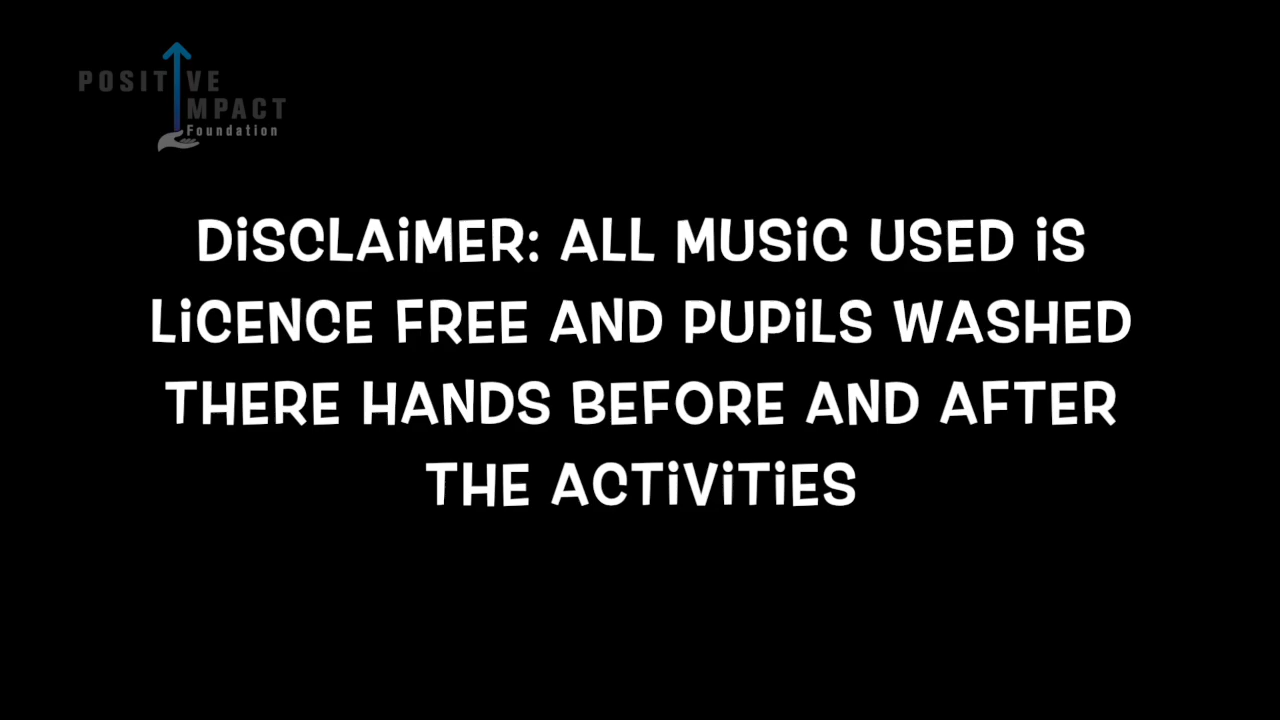 POSITIVE
IMPACT
Foundation
DiSCLAiMER: ALL MUSiC USED iS
LiCENCE FREE AND PUPiLS WASHED
THERE HANDS BEFORE AND AFTER
THE ACTiViTiES